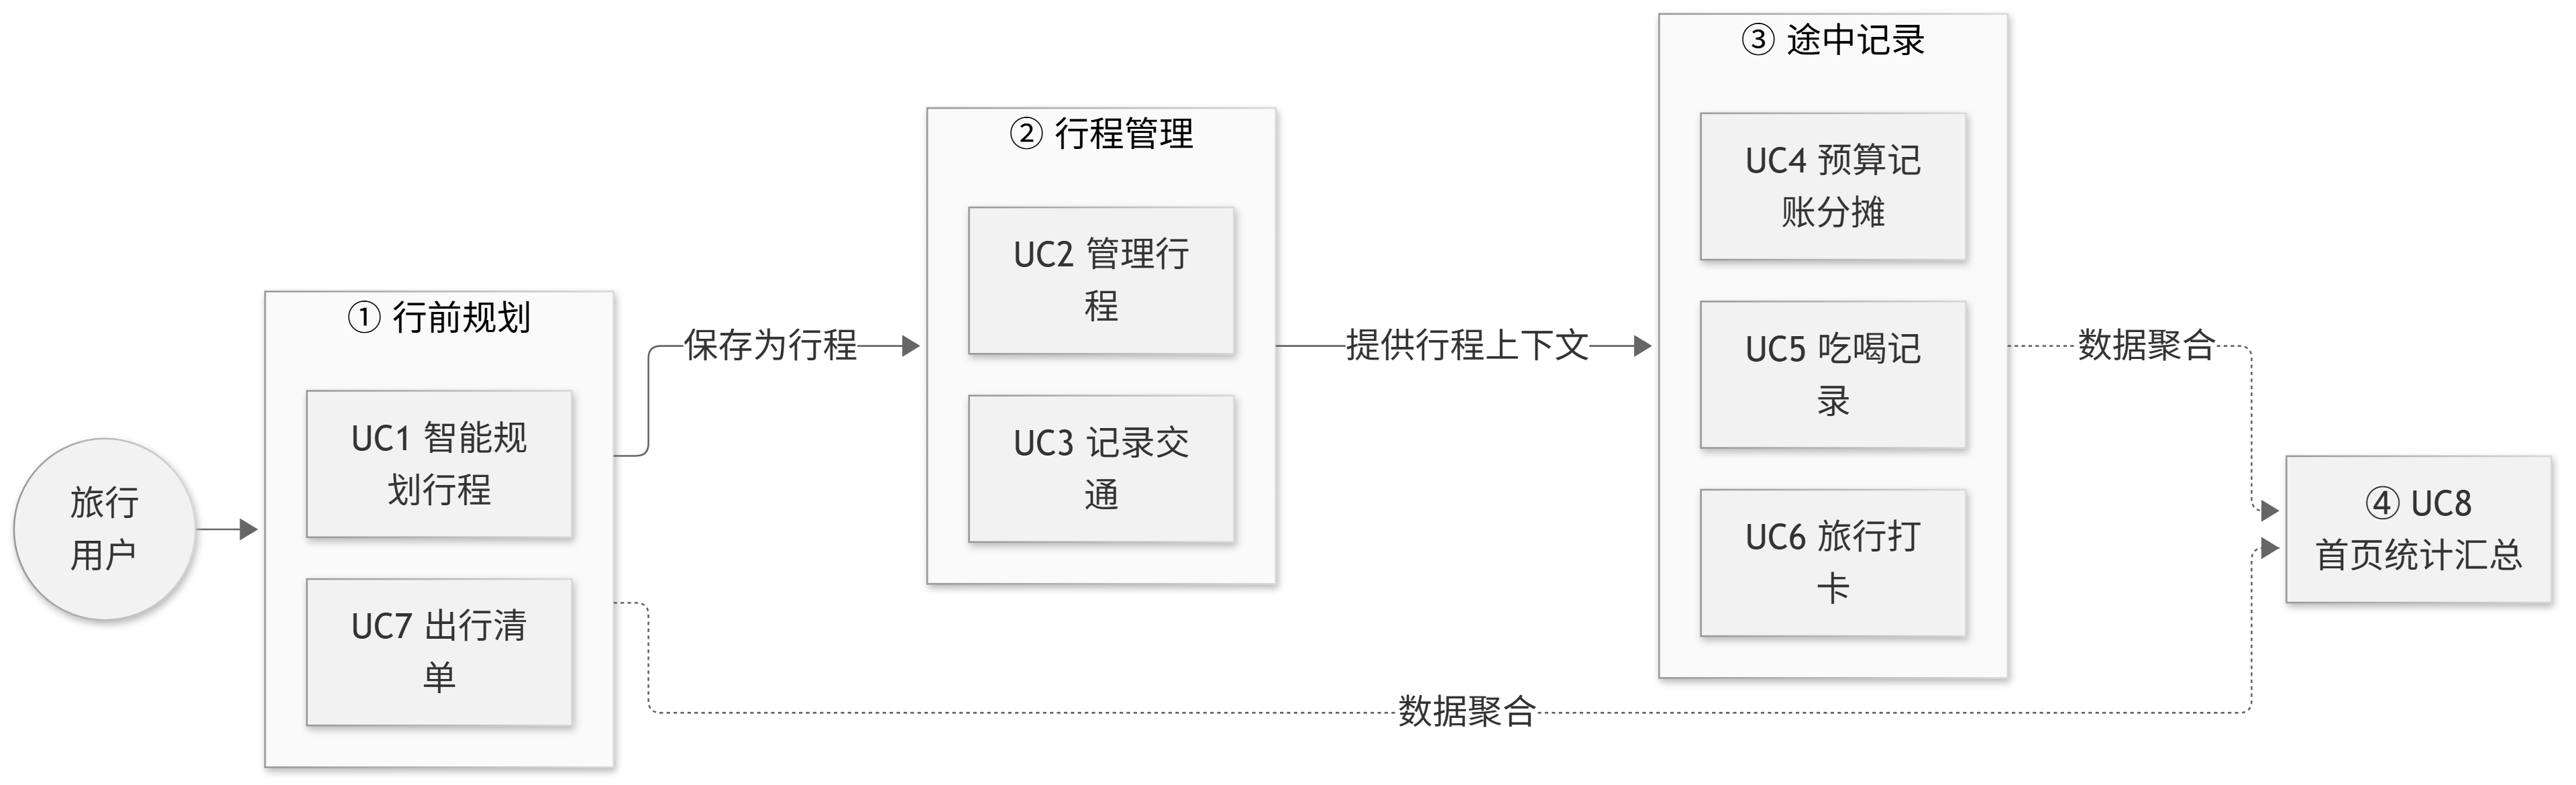 旅行
用户
① 行前规划
UC1 智能规
划行程
UC7 出行清
单
保存为行程
② 行程管理
UC2 管理行
程
UC3 记录交
通
提供行程上下文
③ 途中记录
UC4 预算记
账分摊
UC5 吃喝记
录
UC6 旅行打
卡
数据聚合
数据聚合
④ UC8
首页统计汇总